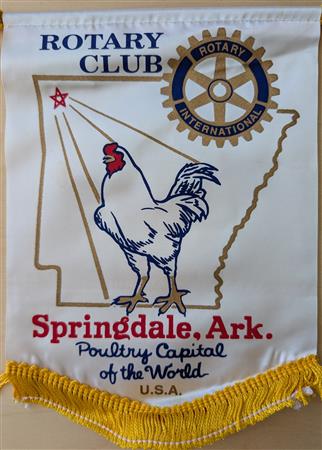 ROTARY
CLUB
ROTARY
INTERNATIONAL
Springdale, Ark.
Poultry Capital
of the World
U.S.A.